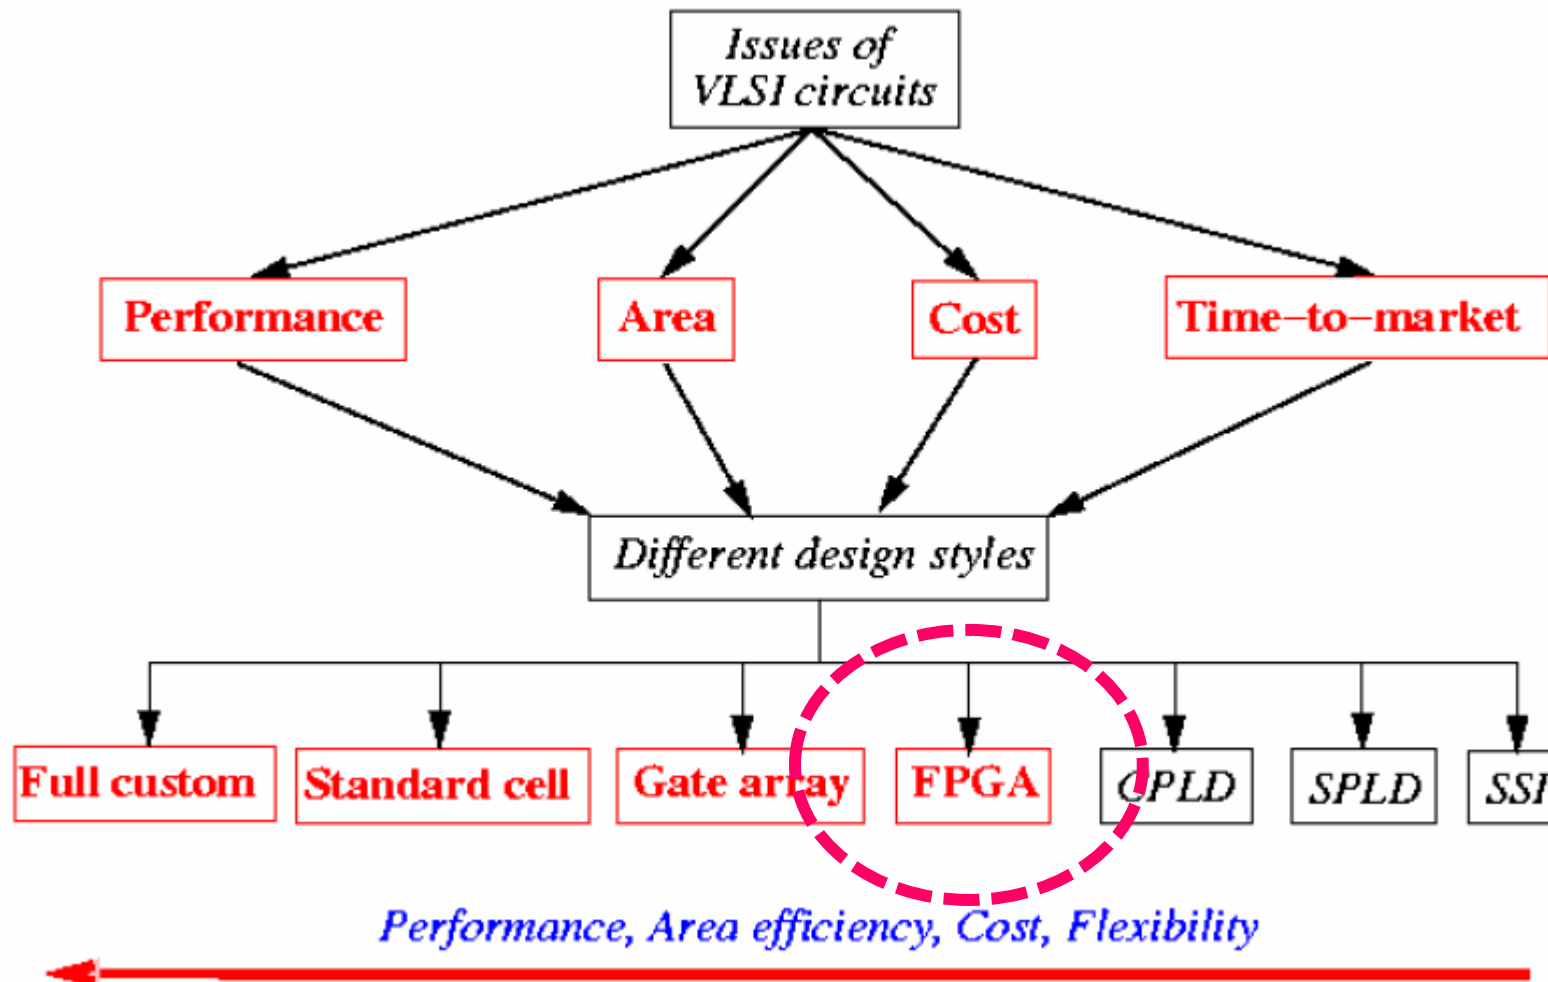 Issues of
VLSI circuits
Performance
Area
Cost
Time-to-market
Different design styles
Full custom
Standard cell
Gate array
FPGA
CPLD
SPLD
Performance, Area efficiency, Cost, Flexibility